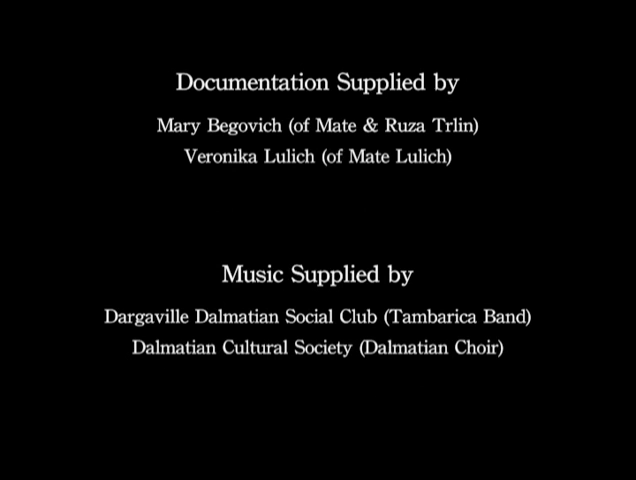 Documentation Supplied by
Mary Begovich (of Mate & Ruza Trlin)
Veronika Lulich (of Mate Lulich)
Music Supplied by
Dargaville Dalmatian Social Club (Tambarica Band)
Dalmatian Cultural Society (Dalmatian Choir)